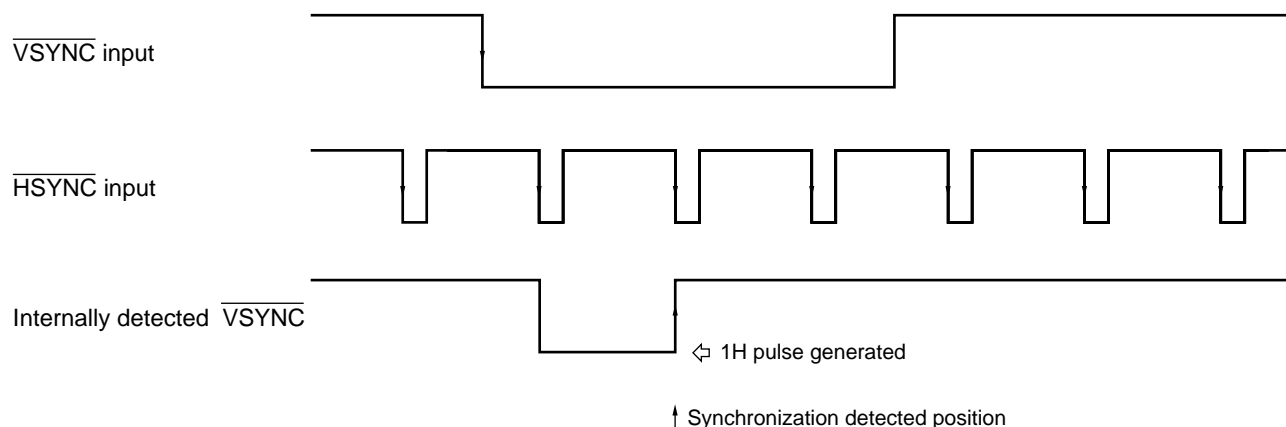 VSYNC input
HSYNC input
Internally detected VSYNC
1H pulse generated
Synchronization detected position